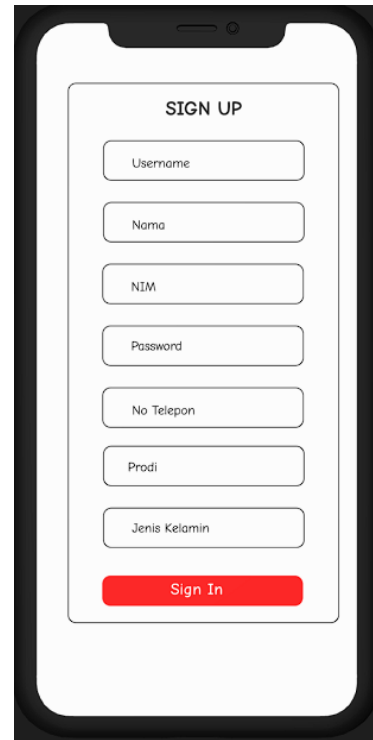 SIGN UP
Username
Nama
NIM
Password
No Telepon
Prodi
Jenis Kelamin
Sign In